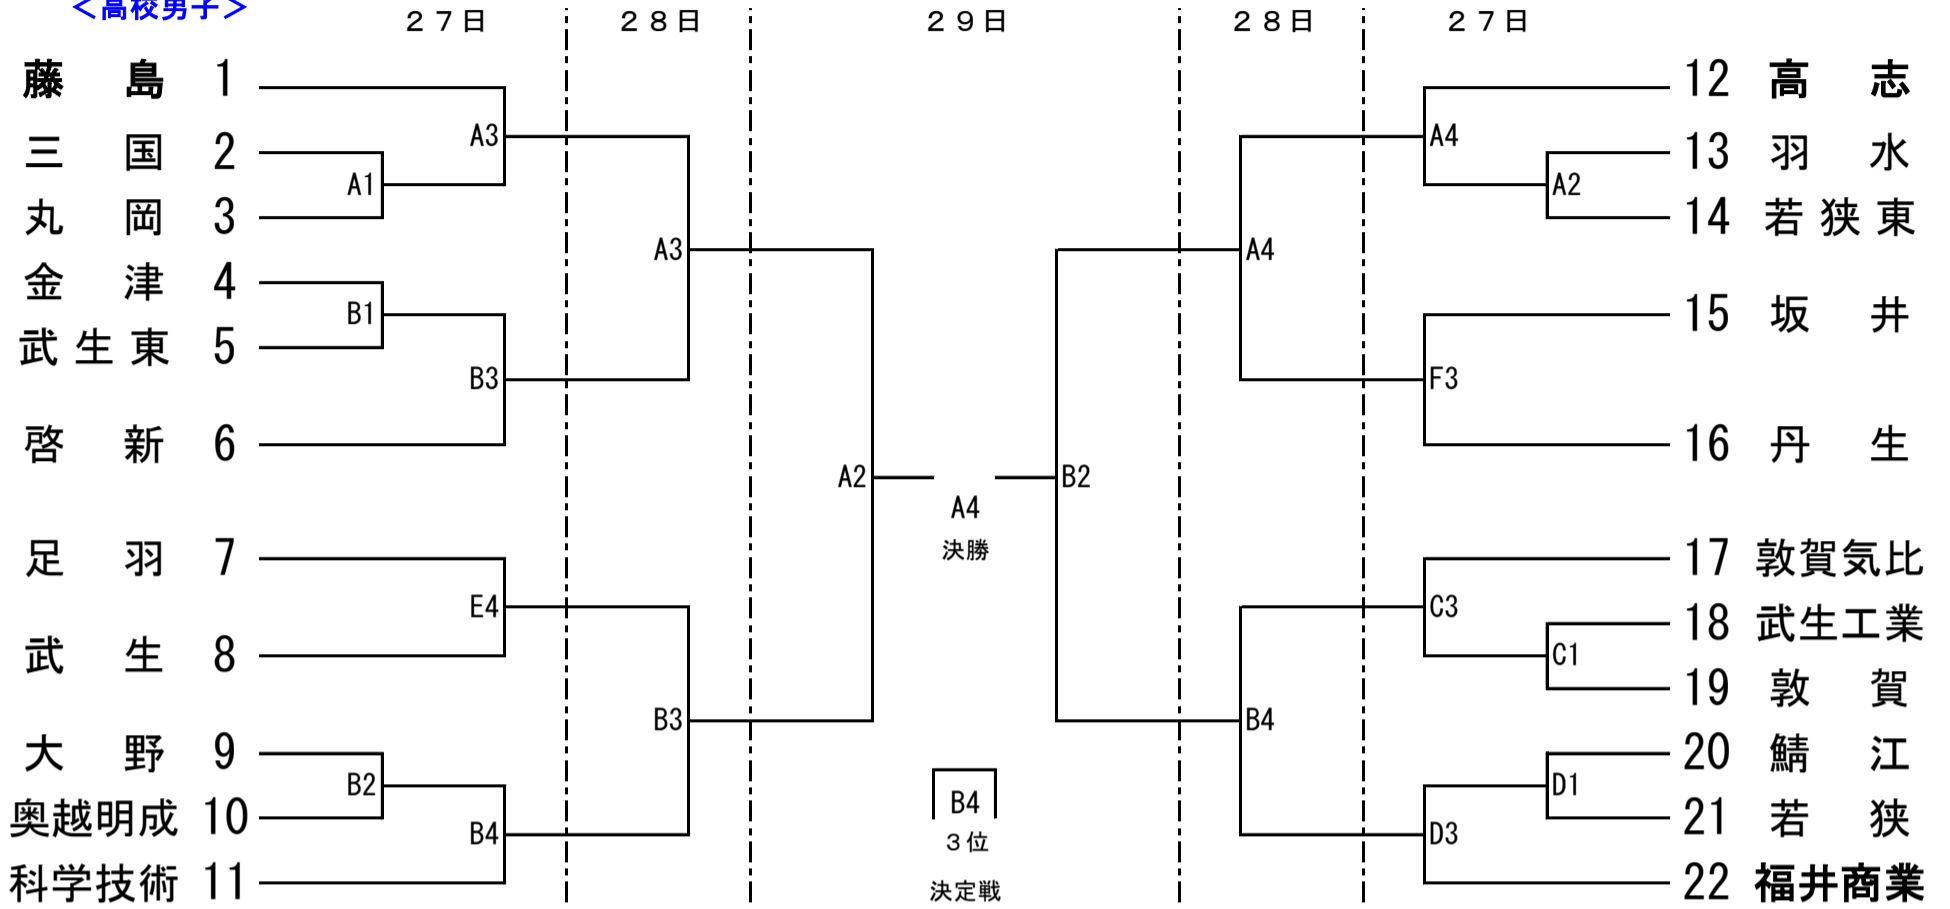 ＜高校男子＞
２７日 ２８日 ２９日 ２８日 ２７日
藤島 1
三国 2
丸岡 3
金津 4
武生東 5
啓新 6
足羽 7
武生 8
大野 9
奥越明成 10
科学技術 11
A3
A1
B1
B3
E4
B2
B4
A3
B3
A2
A4
決勝
B4
３位
決定戦
B2
A4
B4
A4
A2
F3
C3
C1
D1
D3
12 高志
13 羽水
14 若狭東
15 坂井
16 丹生
17 敦賀気比
18 武生工業
19 敦賀
20 鯖江
21 若狭
22 福井商業